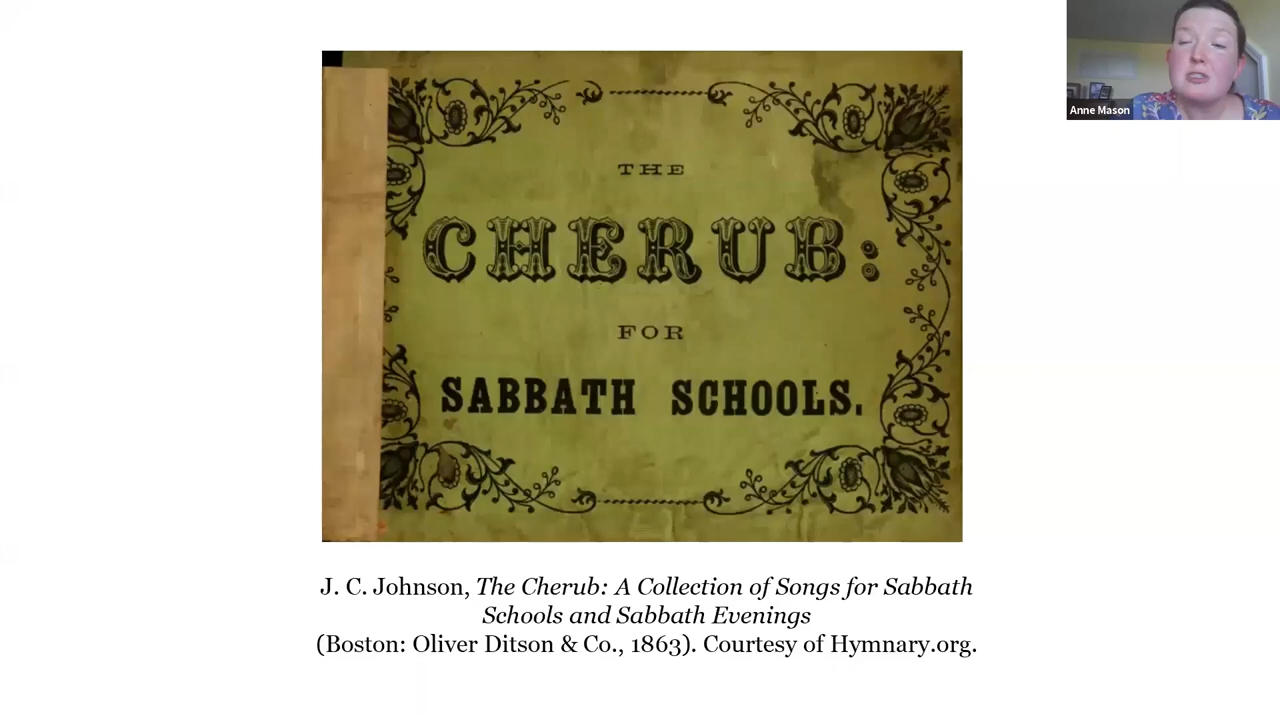 THE
CHERUB:
FOR
SABBATH SCHOOLS.
J. C. Johnson, The Cherub: A Collection of Songs for Sabbath
Schools and Sabbath Evenings
(Boston: Oliver Ditson & Co., 1863). Courtesy of Hymnary.org.
Anne Mason